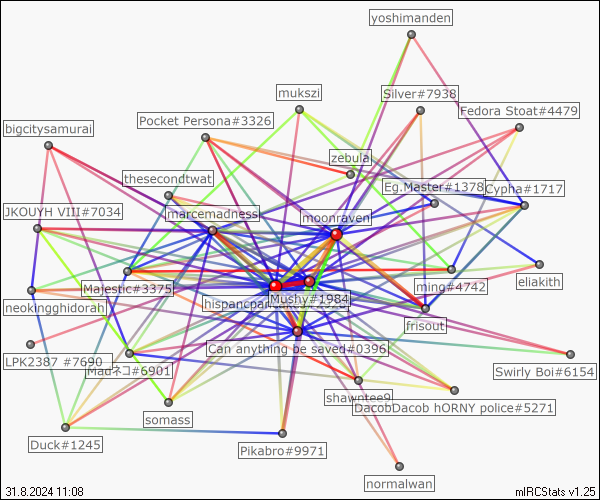 yoshimanden
mukszi
Silver#7938
Fedora Stoat#4479
Pocket Persona#3326
bigcitysamurai
zebula
thesecondtwat
Eg.Master#1378
Cypha#1717
JKOUYH VIII#7034
marcemadness
moonraven
Majestic#3375
ming#4742
eliakith
Mushy#1984
neokingghidorah
frisout
Can anything be saved#0396
LPK2387 #7690
Madネコ#6901
Swirly Boi#6154
shawntee9
DacobDacob hORNY police#5271
somass
Duck#1245
Pikabro#9971
normalwan
31.8.2024 11:08
mIRCStats v1.25